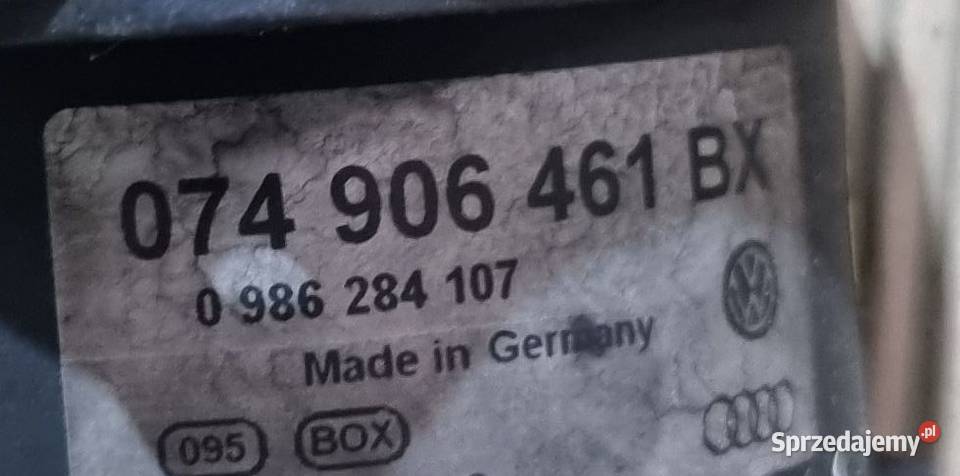 074 906 461 BX
0 986 284 107
Made in Germany
095 BOX
Sprzedajemy.pl